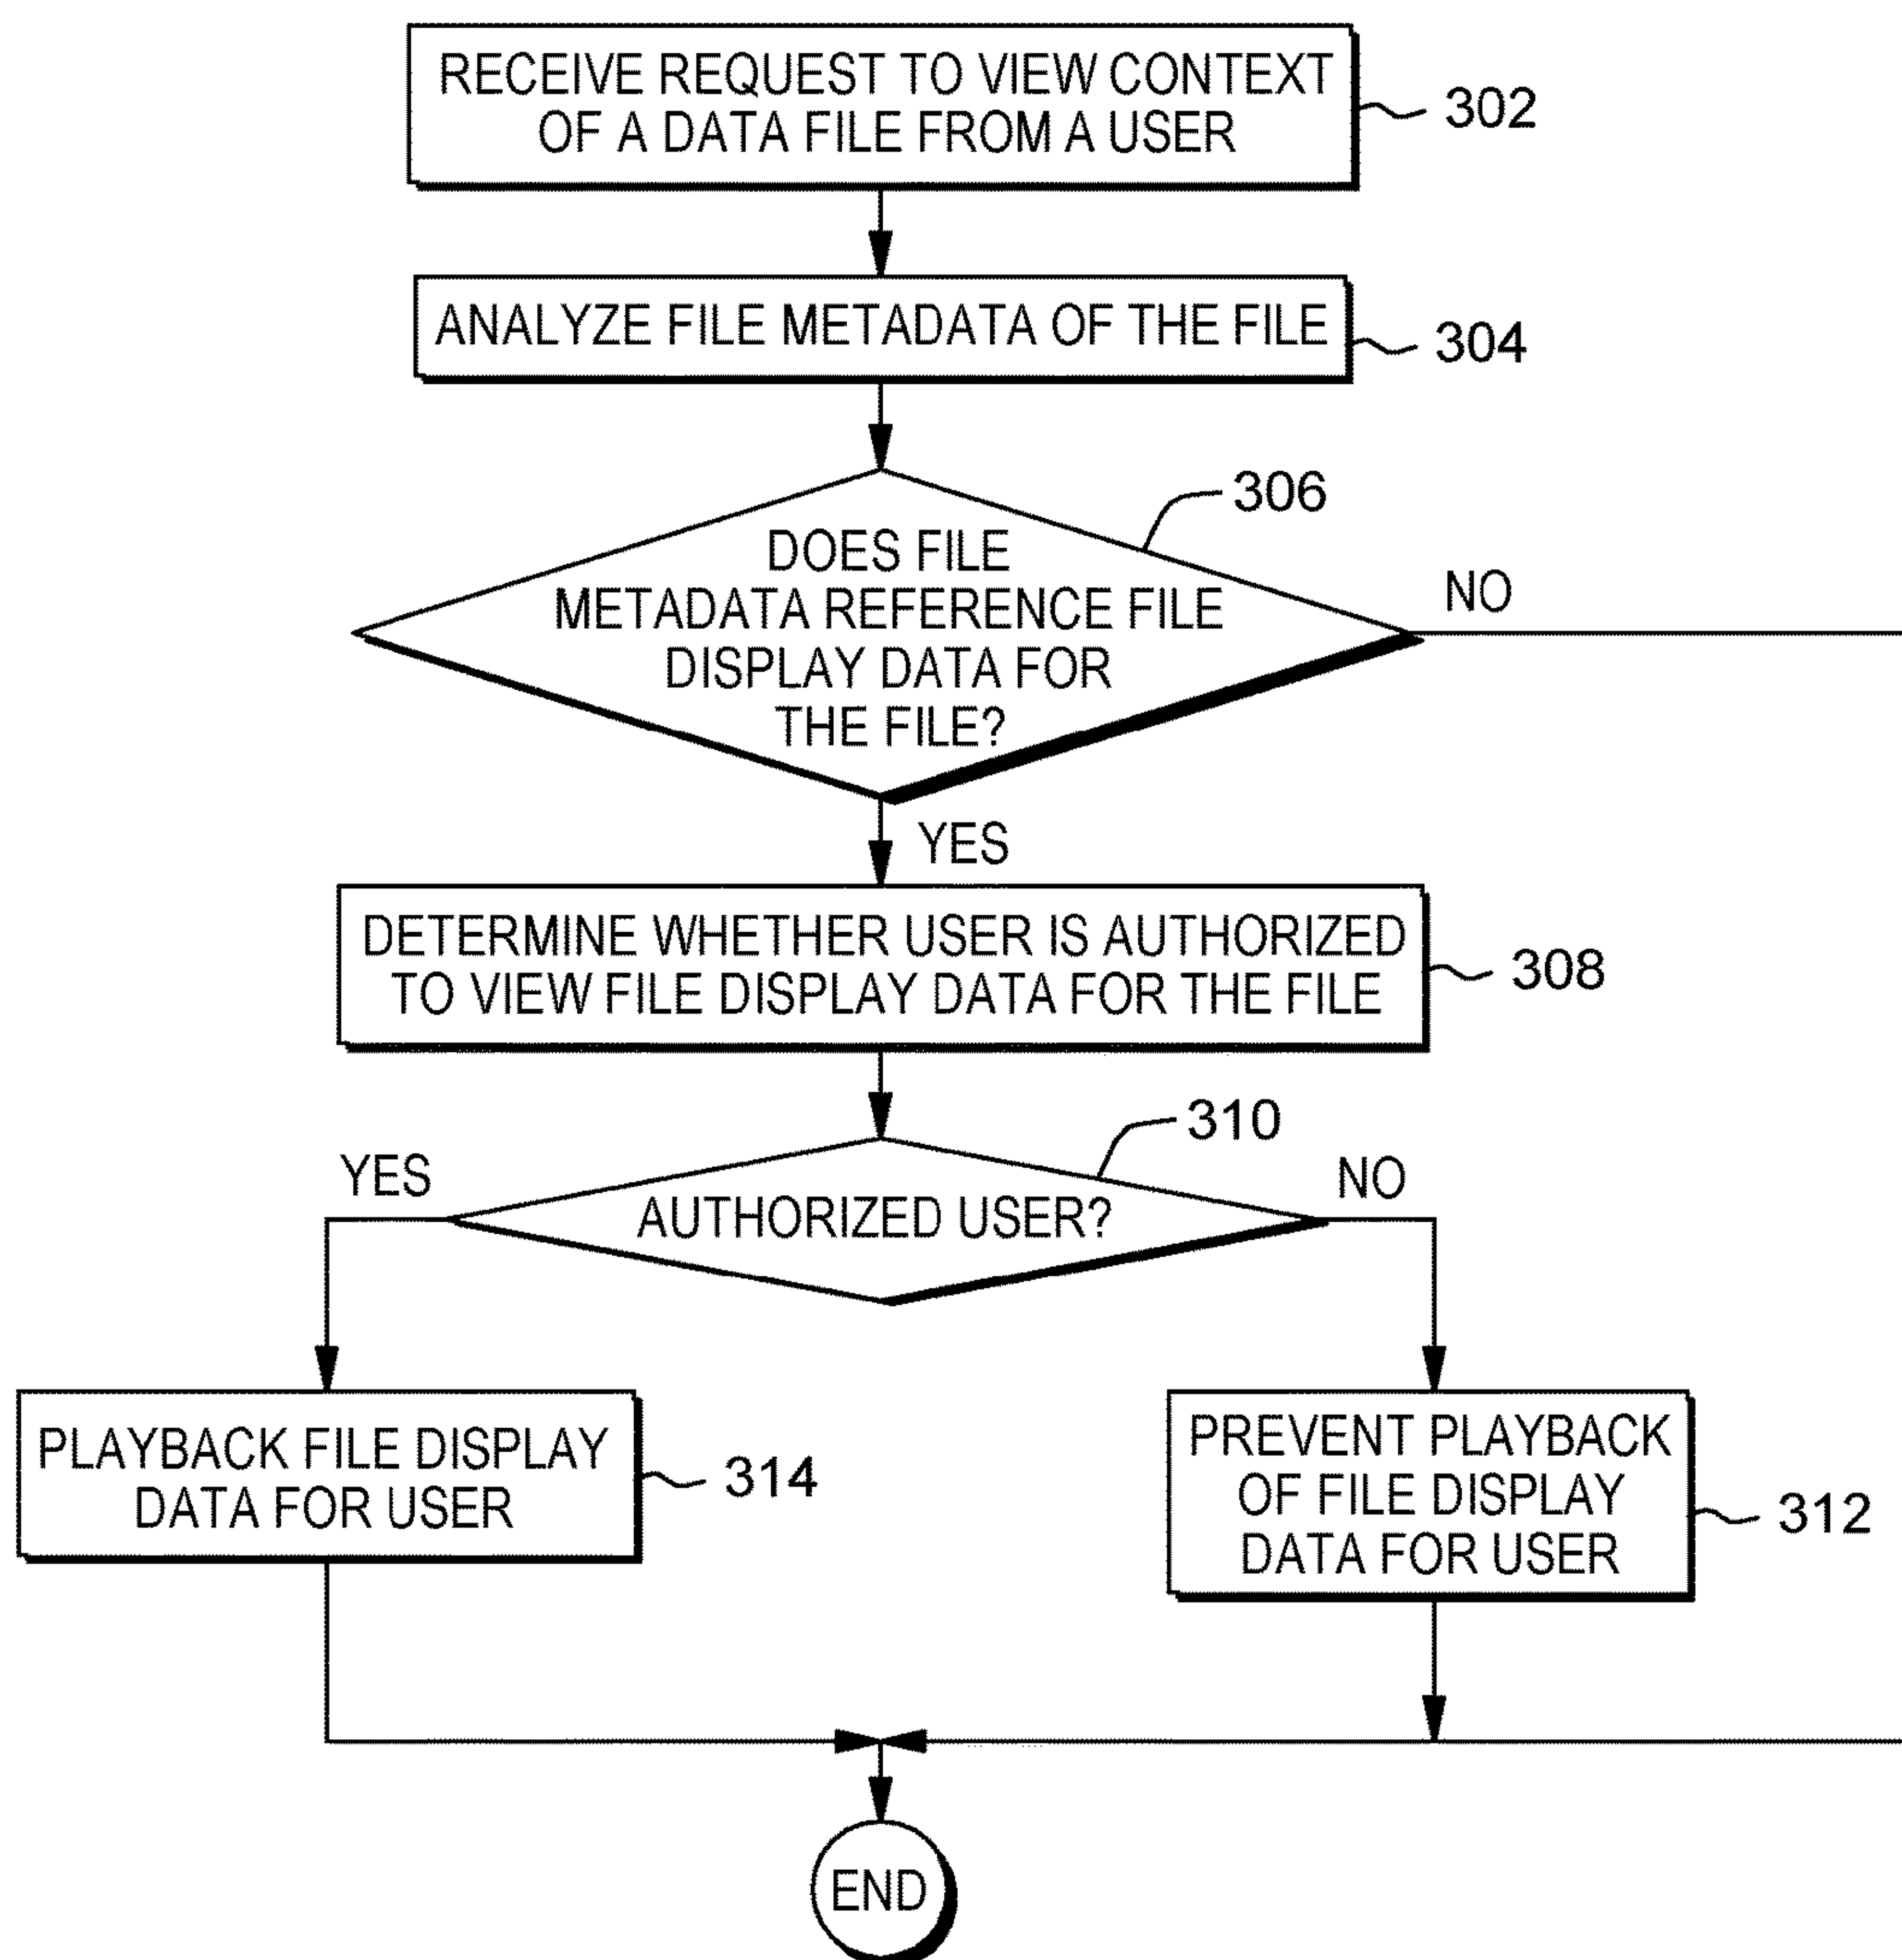 RECEIVE REQUEST TO VIEW CONTEXT
OF A DATA FILE FROM A USER
302
ANALYZE FILE METADATA OF THE FILE
304
306
DOES FILE
METADATA REFERENCE FILE
DISPLAY DATA FOR
THE FILE?
NO
YES
DETERMINE WHETHER USER IS AUTHORIZED
TO VIEW FILE DISPLAY DATA FOR THE FILE
308
310
YES
AUTHORIZED USER?
NO
PLAYBACK FILE DISPLAY
DATA FOR USER
314
PREVENT PLAYBACK
OF FILE DISPLAY
DATA FOR USER
312
END